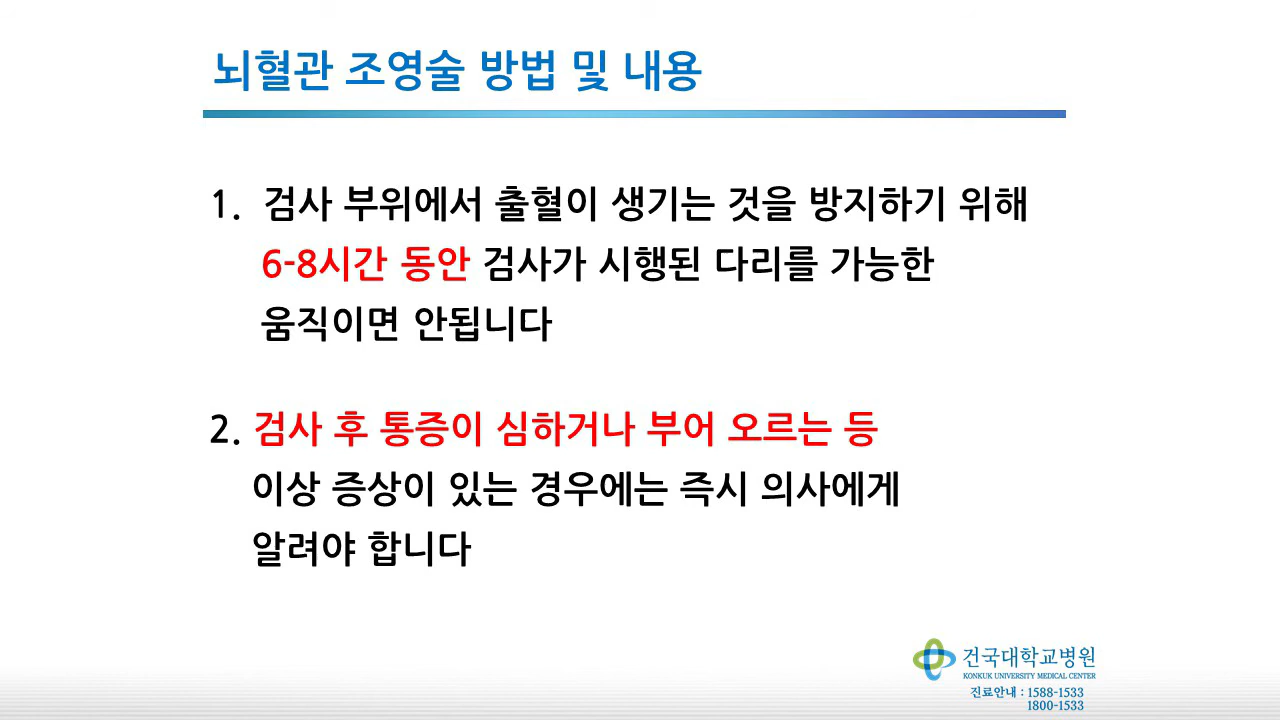 뇌혈관 조영술 방법 및 내용
1. 검사 부위에서 출혈이 생기는 것을 방지하기 위해
6-8시간 동안 검사가 시행된 다리를 가능한
움직이면 안됩니다
2. 검사 후 통증이 심하거나 부어 오르는 등
이상 증상이 있는 경우에는 즉시 의사에게
알려야 합니다
건국대학교병원
KONKUK UNIVERSITY MEDICAL CENTER
진료안내 : 1588-1533
1800-1533